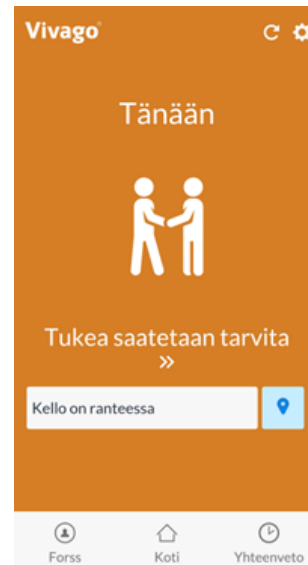 Vivago
Tänään
Tukea saatetaan tarvita
»
Kello on ranteessa
Forss Koti Yhteenveto